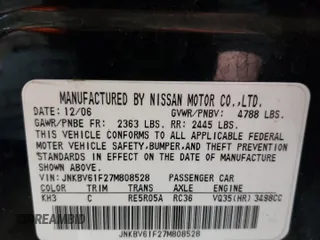 MANUFACTURED BY NISSAN MOTOR CO.,LTD.
DATE: 12/06 GVWR/PNBV: 4788 LBS.
GAWR/PNBE FR: 2363 LBS. RR: 2445 LBS.
THIS VEHICLE CONFORMS TO ALL APPLICABLE FEDERAL
MOTOR VEHICLE SAFETY, BUMPER, AND THEFT PREVENTION
STANDARDS IN EFFECT ON THE DATE OF MANUFACTURE
SHOWN ABOVE.
VIN: JNKBV61F27M808528 PASSENGER CAR
COLOR TRIM TRANS AXLE ENGINE
KH3 C RE5R05A RC36 VQ35(HR) 3498CC
JNKBV61F27M808528